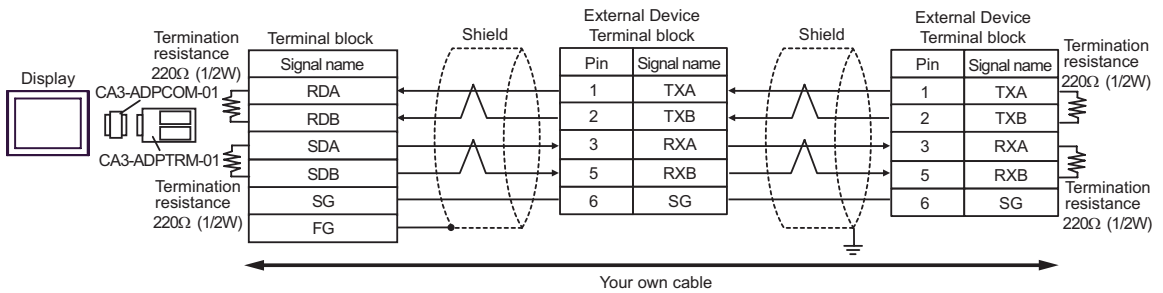 Display
CA3-ADPCOM-01
CA3-ADPTRM-01
Termination
resistance
220Ω (1/2W)
Termination
resistance
220Ω (1/2W)
Terminal block
Signal name
RDA
RDB
SDA
SDB
SG
FG
Shield
External Device
Terminal block
Pin Signal name
1 TXA
2 TXB
3 RXA
5 RXB
6 SG
Shield
External Device
Terminal block
Pin Signal name
1 TXA
2 TXB
3 RXA
5 RXB
6 SG
Termination
resistance
220Ω (1/2W)
Termination
resistance
220Ω (1/2W)
Your own cable